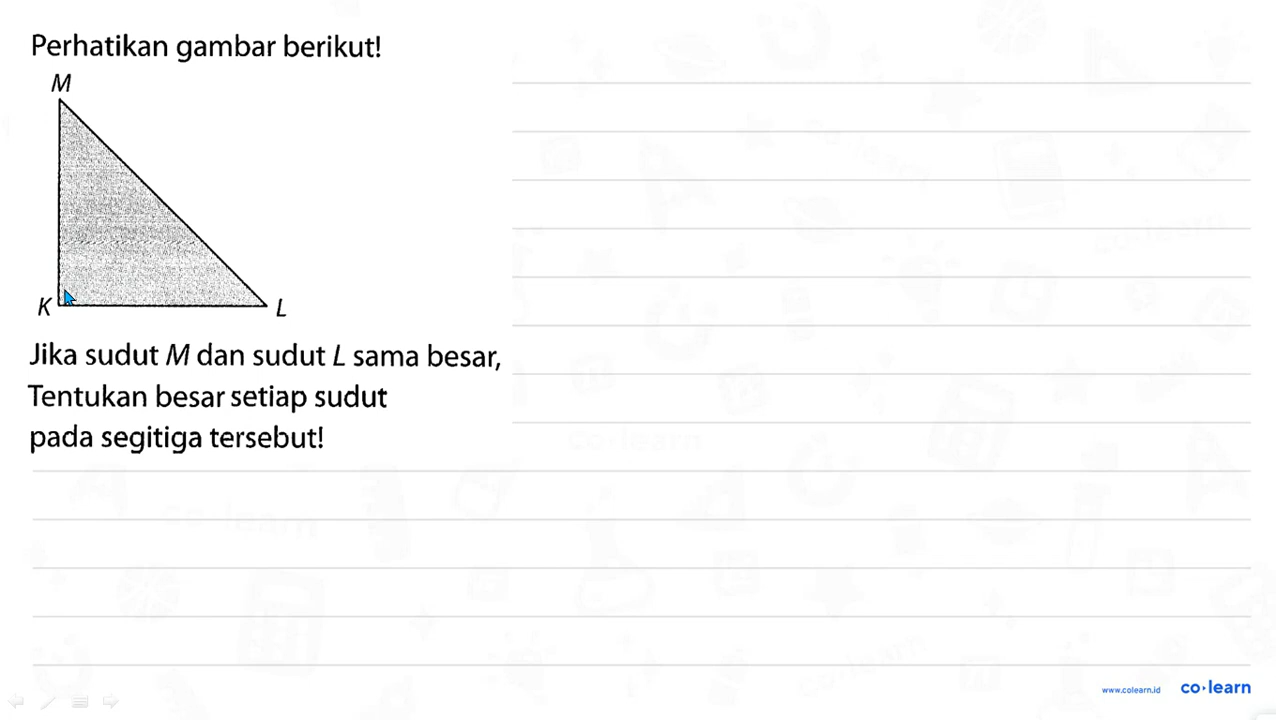 Perhatikan gambar berikut!
M
K
L
Jika sudut M dan sudut L sama besar,
Tentukan besar setiap sudut
pada segitiga tersebut!
www.colearn.id
co·learn